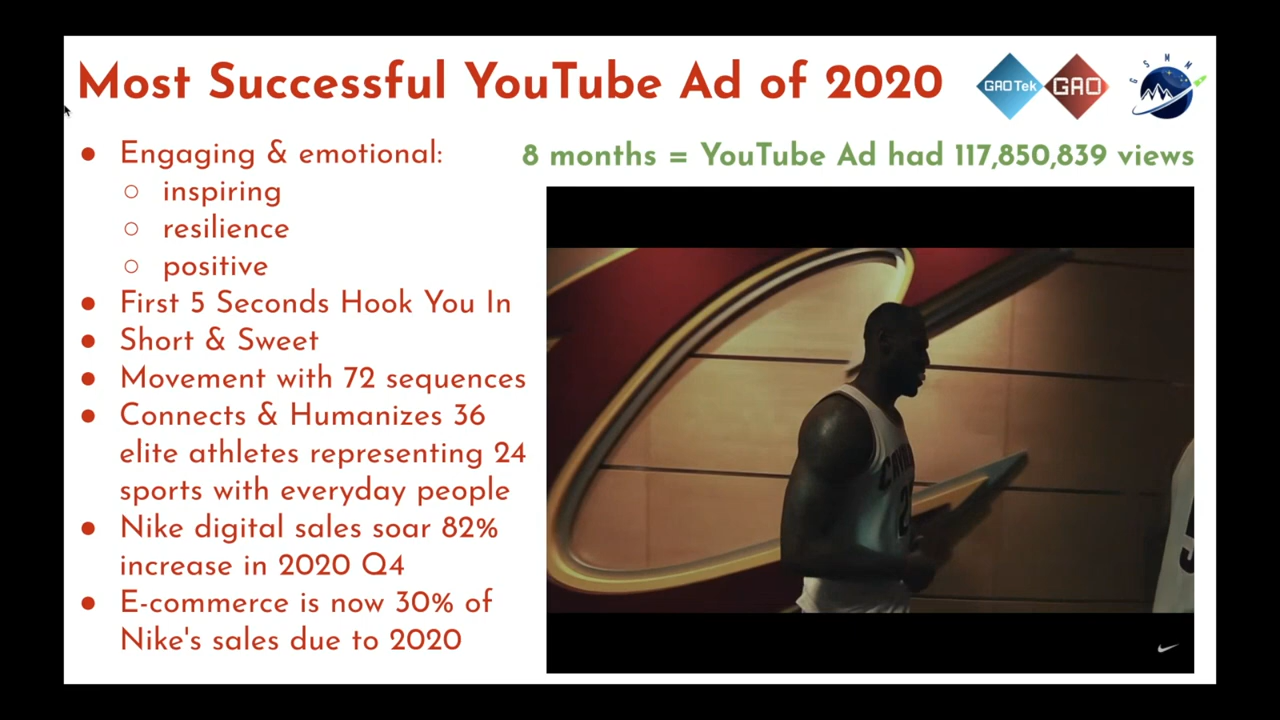 Most Successful YouTube Ad of 2020
GAOTek
GAO
GSMM
8 months = YouTube Ad had 117,850,839 views
● Engaging & emotional:
○ inspiring
○ resilience
○ positive
● First 5 Seconds Hook You In
● Short & Sweet
● Movement with 72 sequences
● Connects & Humanizes 36
elite athletes representing 24
sports with everyday people
● Nike digital sales soar 82%
increase in 2020 Q4
● E-commerce is now 30% of
Nike's sales due to 2020